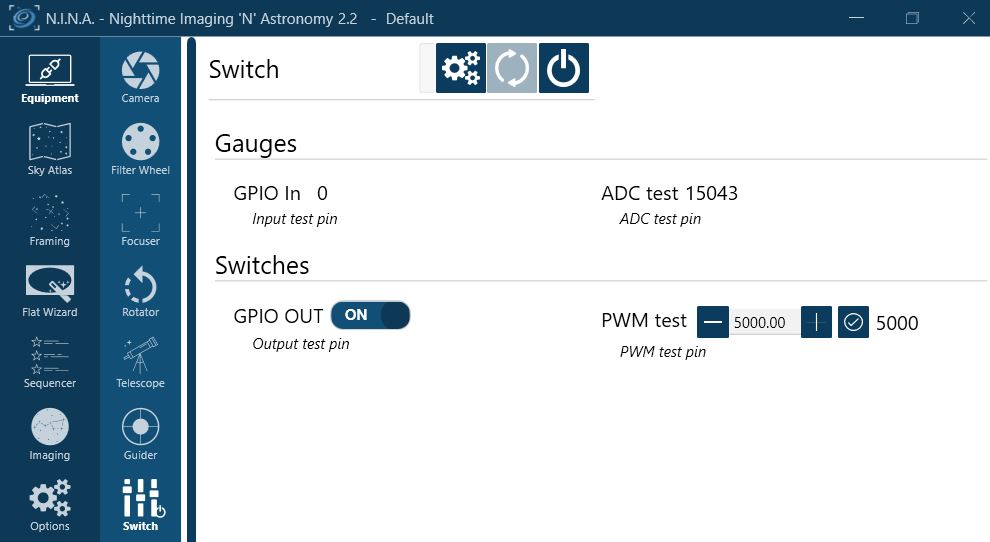 N.I.N.A. - Nighttime Imaging 'N' Astronomy 2.2 - Default
Equipment
Sky Atlas
Framing
Flat Wizard
Sequencer
Imaging
Options
Camera
Filter Wheel
Focuser
Rotator
Telescope
Guider
Switch
Switch
Gauges
GPIO In 0
Input test pin
ADC test 15043
ADC test pin
Switches
GPIO OUT ON
Output test pin
PWM test 5000.00 5000
PWM test pin